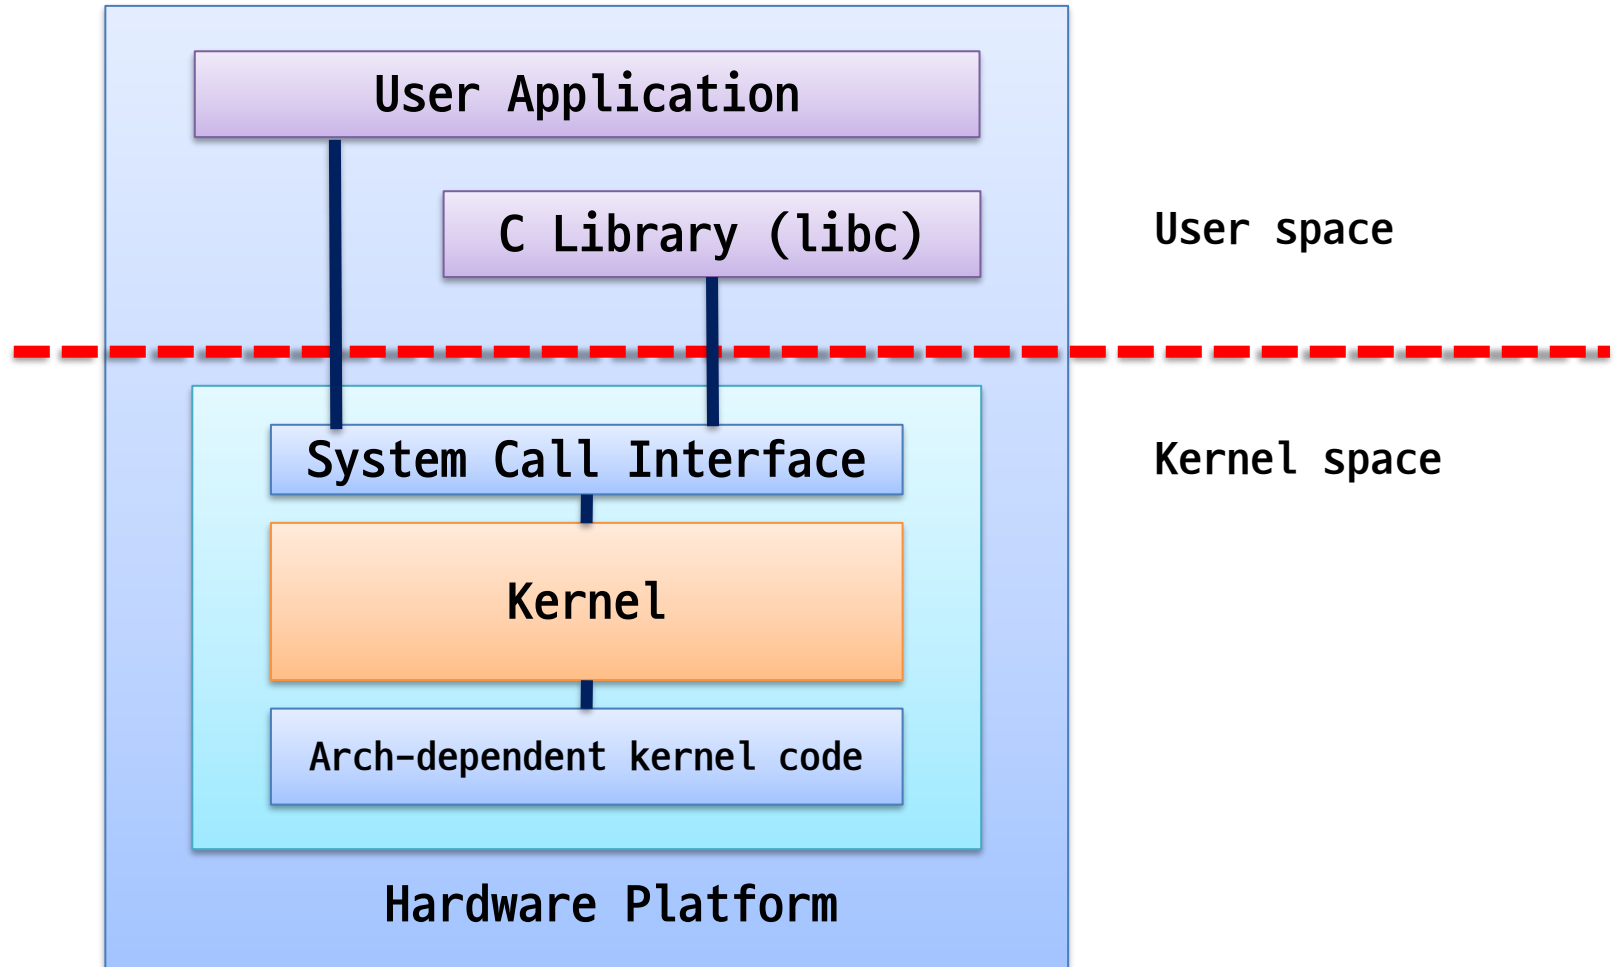 User Application
C Library (libc)
User space
System Call Interface
Kernel space
Kernel
Arch-dependent kernel code
Hardware Platform